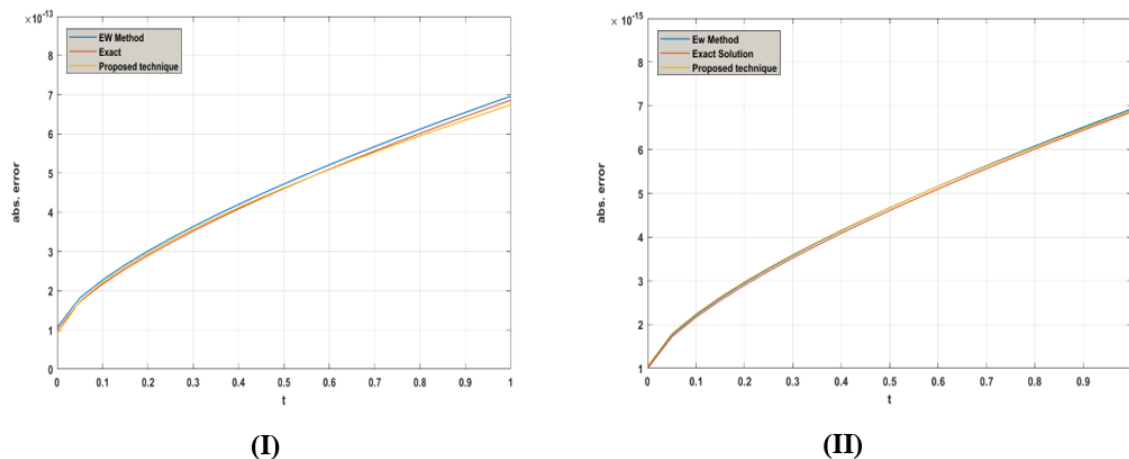 ×10⁻¹³
9
8
7
6
5
4
3
2
1
0
abs. error
EW Method
Exact
Proposed technique
0 0.1 0.2 0.3 0.4 0.5 0.6 0.7 0.8 0.9 1
t
(I)
× 10⁻¹⁵
9
8
7
6
5
4
3
2
1
abs. error
Ew Method
Exact Solution
Proposed technique
0 0.1 0.2 0.3 0.4 0.5 0.6 0.7 0.8 0.9
t
(II)